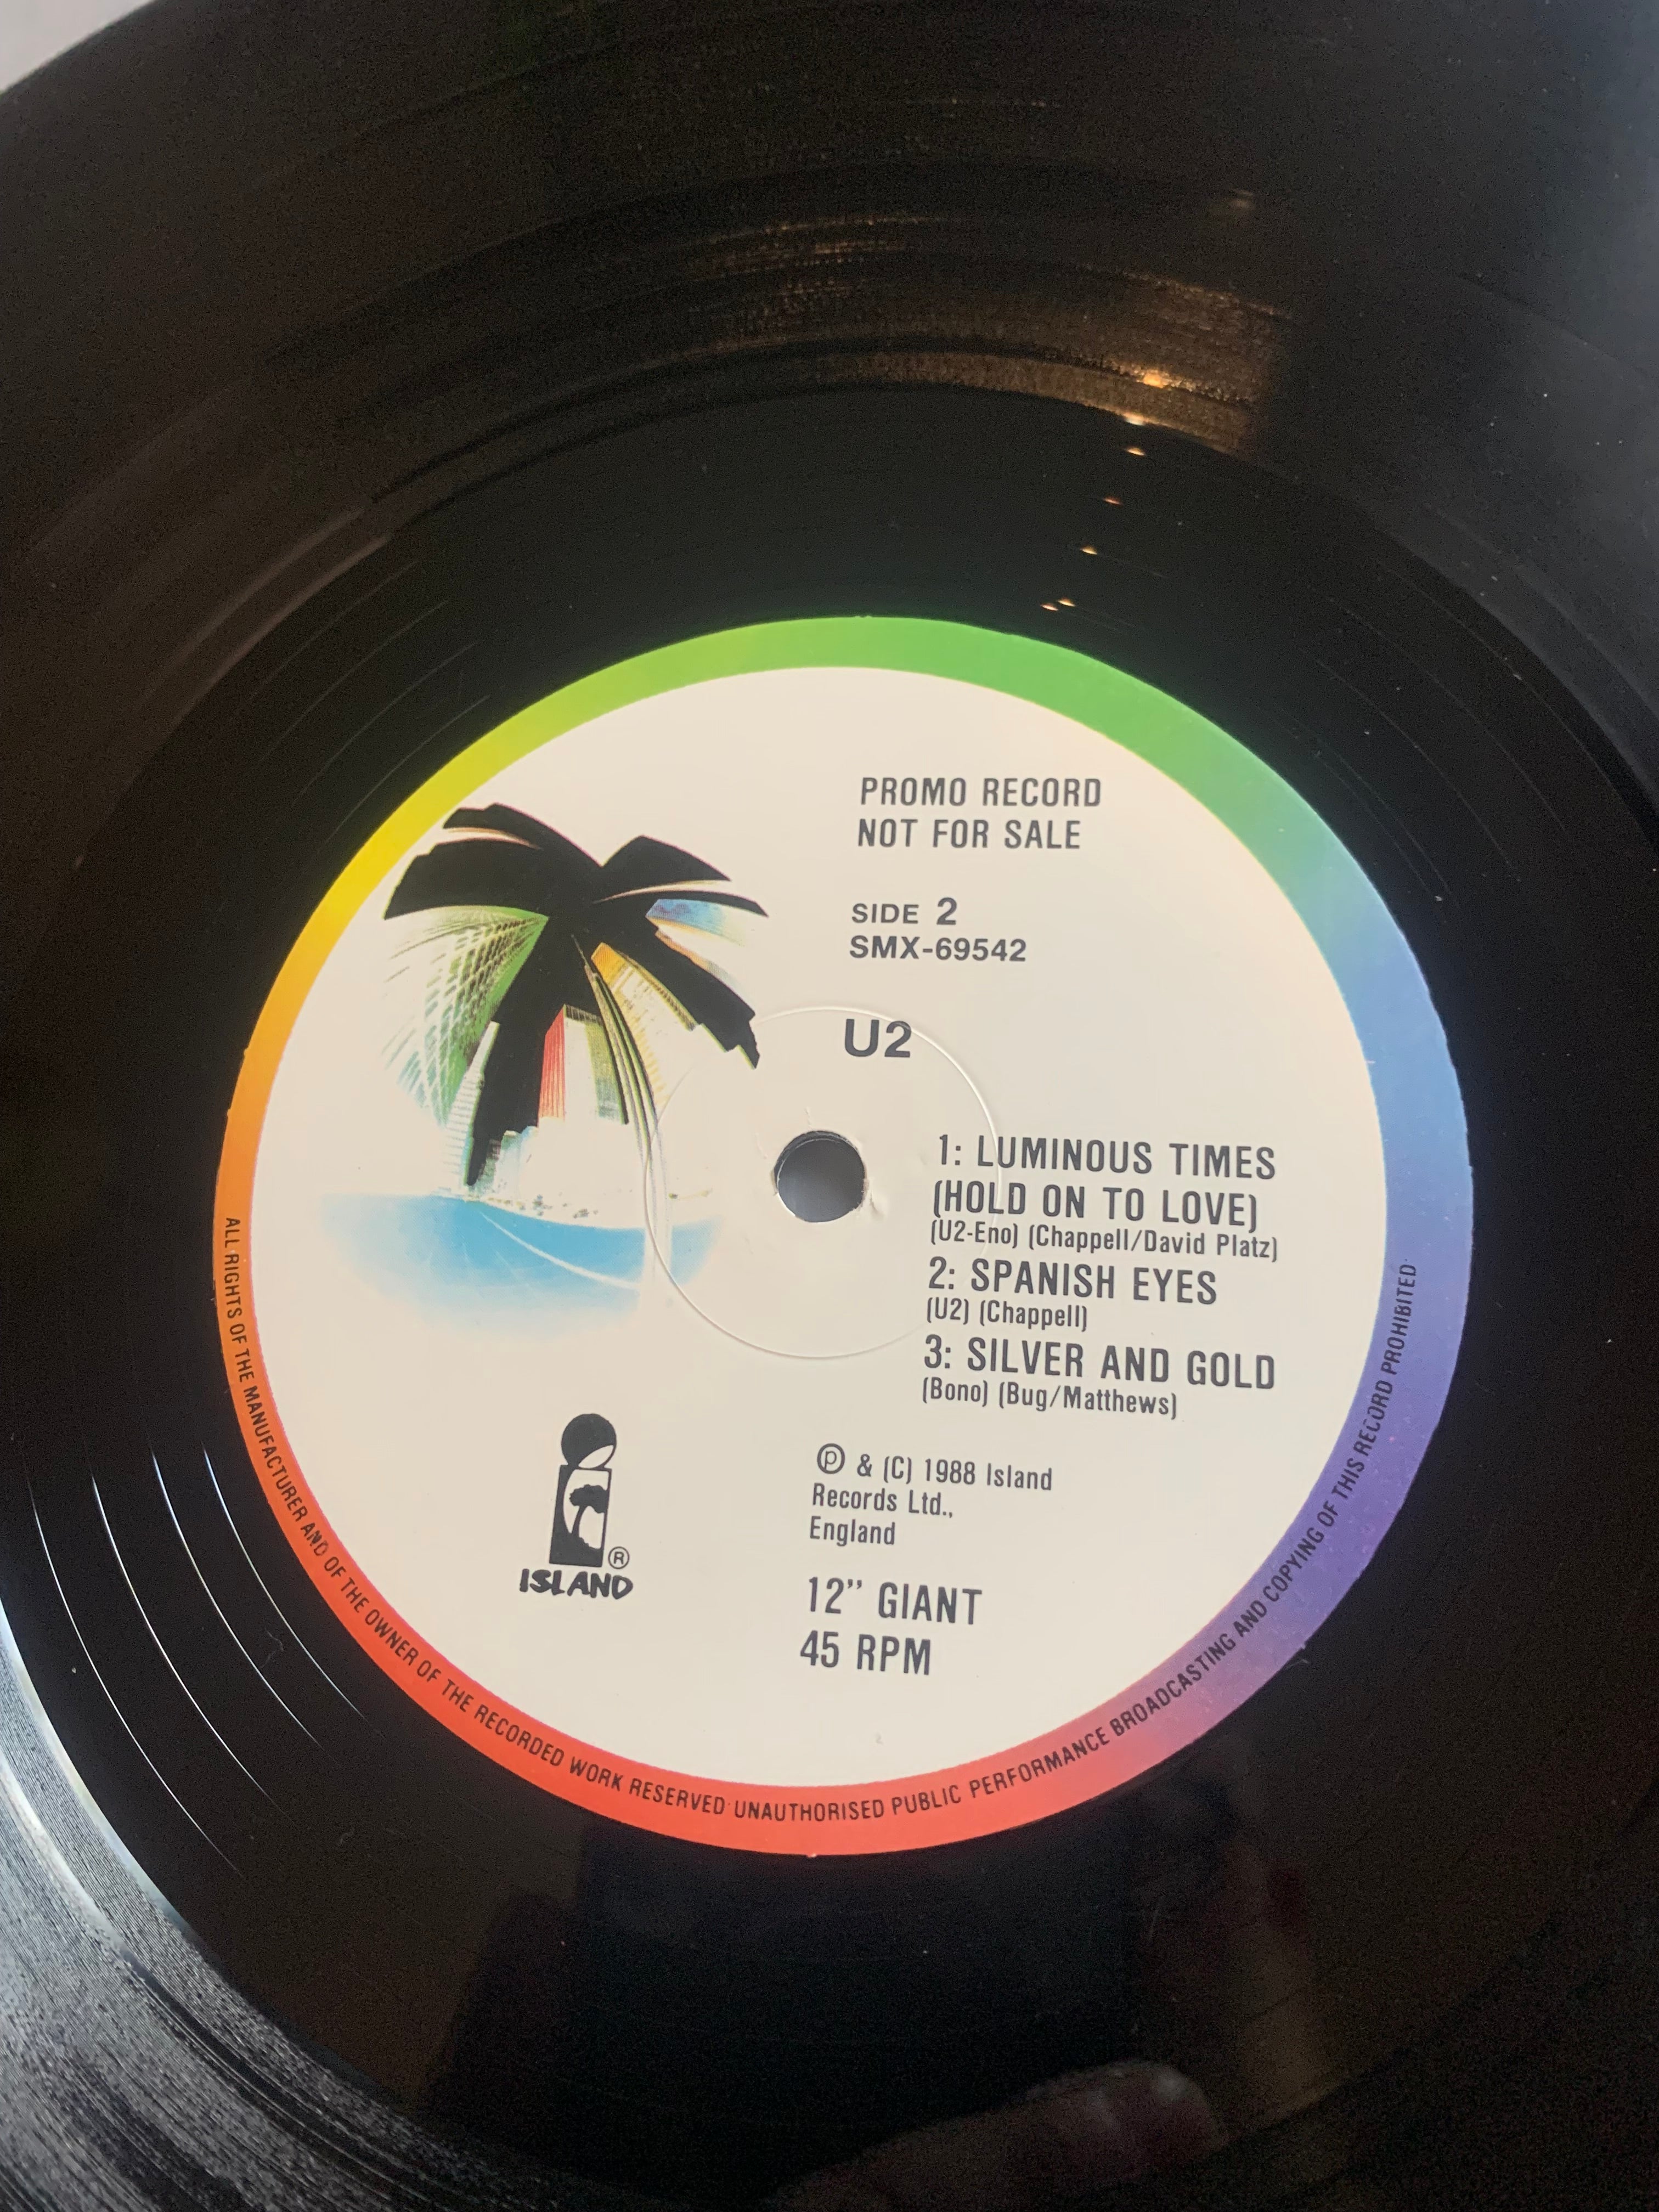 PROMO RECORD
NOT FOR SALE
SIDE 2
SMX-69542
U2
1: LUMINOUS TIMES
(HOLD ON TO LOVE)
(U2-Eno) (Chappell/David Platz)
2: SPANISH EYES
(U2) (Chappell)
3: SILVER AND GOLD
(Bono) (Bug/Matthews)
℗ & (C) 1988 Island
Records Ltd.,
England
12" GIANT
45 RPM
®
ISLAND
ALL RIGHTS OF THE MANUFACTURER AND OF THE OWNER OF THE RECORDED WORK RESERVED·UNAUTHORISED PUBLIC PERFORMANCE BROADCASTING AND COPYING OF THIS RECORD PROHIBITED·